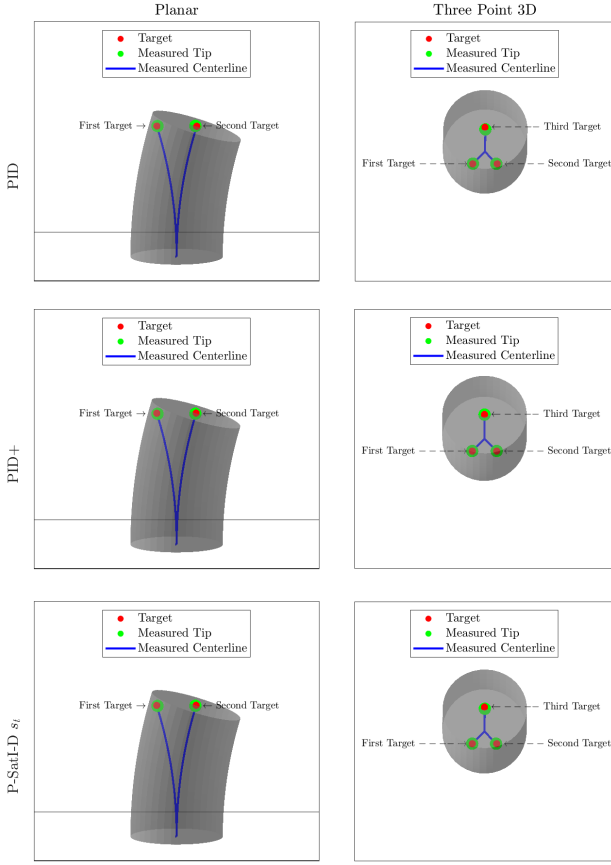 Planar
Three Point 3D
PID
Target
Measured Tip
Measured Centerline
First Target
Second Target
Target
Measured Tip
Measured Centerline
Third Target
First Target
Second Target
PID+
Target
Measured Tip
Measured Centerline
First Target
Second Target
Target
Measured Tip
Measured Centerline
Third Target
First Target
Second Target
P-SatI-D s_t
Target
Measured Tip
Measured Centerline
First Target
Second Target
Target
Measured Tip
Measured Centerline
Third Target
First Target
Second Target